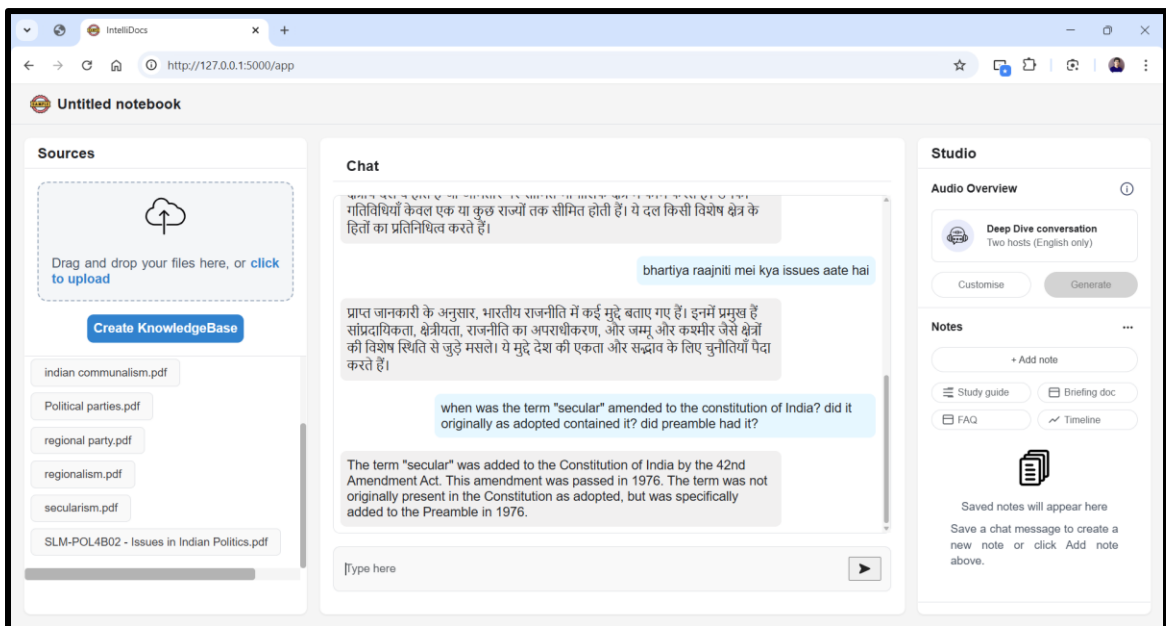 IntelliDocs
http://127.0.0.1:5000/app
Untitled notebook
Sources
Drag and drop your files here, or click
to upload
Create KnowledgeBase
indian communalism.pdf
Political parties.pdf
regional party.pdf
regionalism.pdf
secularism.pdf
SLM-POL4B02 - Issues in Indian Politics.pdf
Chat
गतिविधियाँ केवल एक या कुछ राज्यों तक सीमित होती हैं। ये दल किसी विशेष क्षेत्र के
हितों का प्रतिनिधित्व करते हैं।
bhartiya raajniti mei kya issues aate hai
प्राप्त जानकारी के अनुसार, भारतीय राजनीति में कई मुद्दे बताए गए हैं। इनमें प्रमुख हैं
सांप्रदायिकता, क्षेत्रीयता, राजनीति का अपराधीकरण, और जम्मू और कश्मीर जैसे क्षेत्रों
की विशेष स्थिति से जुड़े मसले। ये मुद्दे देश की एकता और सद्भाव के लिए चुनौतियाँ पैदा
करते हैं।
when was the term "secular" amended to the constitution of India? did it
originally as adopted contained it? did preamble had it?
The term "secular" was added to the Constitution of India by the 42nd
Amendment Act. This amendment was passed in 1976. The term was not
originally present in the Constitution as adopted, but was specifically
added to the Preamble in 1976.
Type here
Studio
Audio Overview
Deep Dive conversation
Two hosts (English only)
Customise
Generate
Notes
+ Add note
Study guide
Briefing doc
FAQ
Timeline
Saved notes will appear here
Save a chat message to create a
new note or click Add note
above.